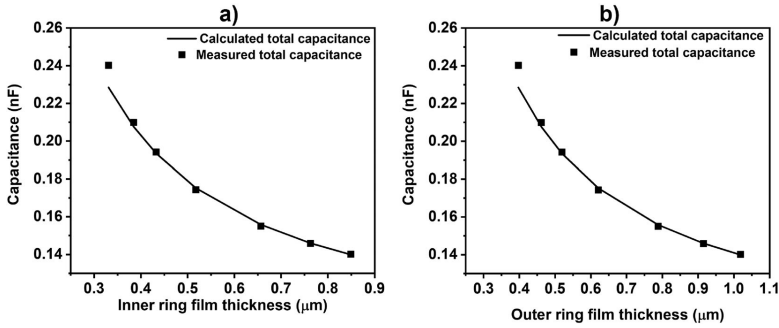 a)
Calculated total capacitance
Measured total capacitance
Capacitance (nF)
0.26
0.24
0.22
0.20
0.18
0.16
0.14
0.3 0.4 0.5 0.6 0.7 0.8 0.9
Inner ring film thickness (μm)
b)
Calculated total capacitance
Measured total capacitance
Capacitance (nF)
0.26
0.24
0.22
0.20
0.18
0.16
0.14
0.3 0.4 0.5 0.6 0.7 0.8 0.9 1.0 1.1
Outer ring film thickness (μm)